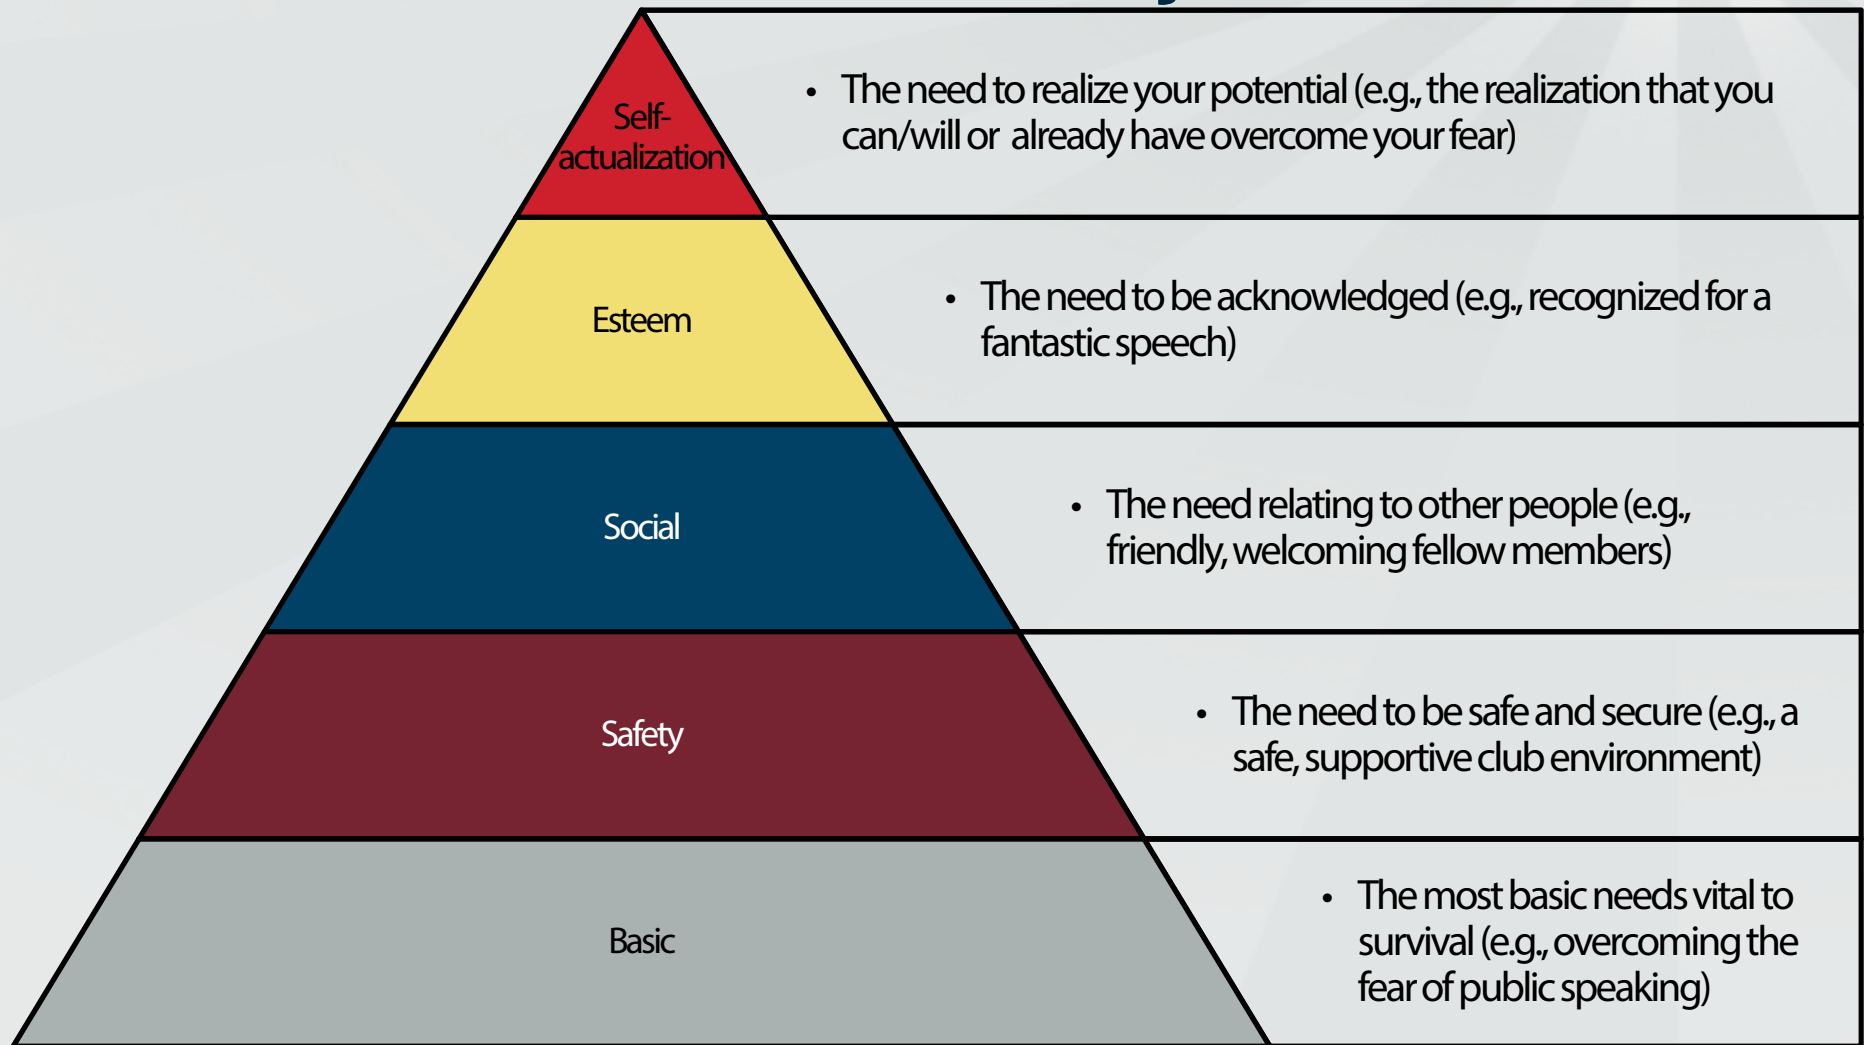 Self-
actualization
• The need to realize your potential (e.g., the realization that you
can/will or already have overcome your fear)
Esteem
• The need to be acknowledged (e.g., recognized for a
fantastic speech)
Social
• The need relating to other people (e.g.,
friendly, welcoming fellow members)
Safety
• The need to be safe and secure (e.g., a
safe, supportive club environment)
Basic
• The most basic needs vital to
survival (e.g., overcoming the
fear of public speaking)